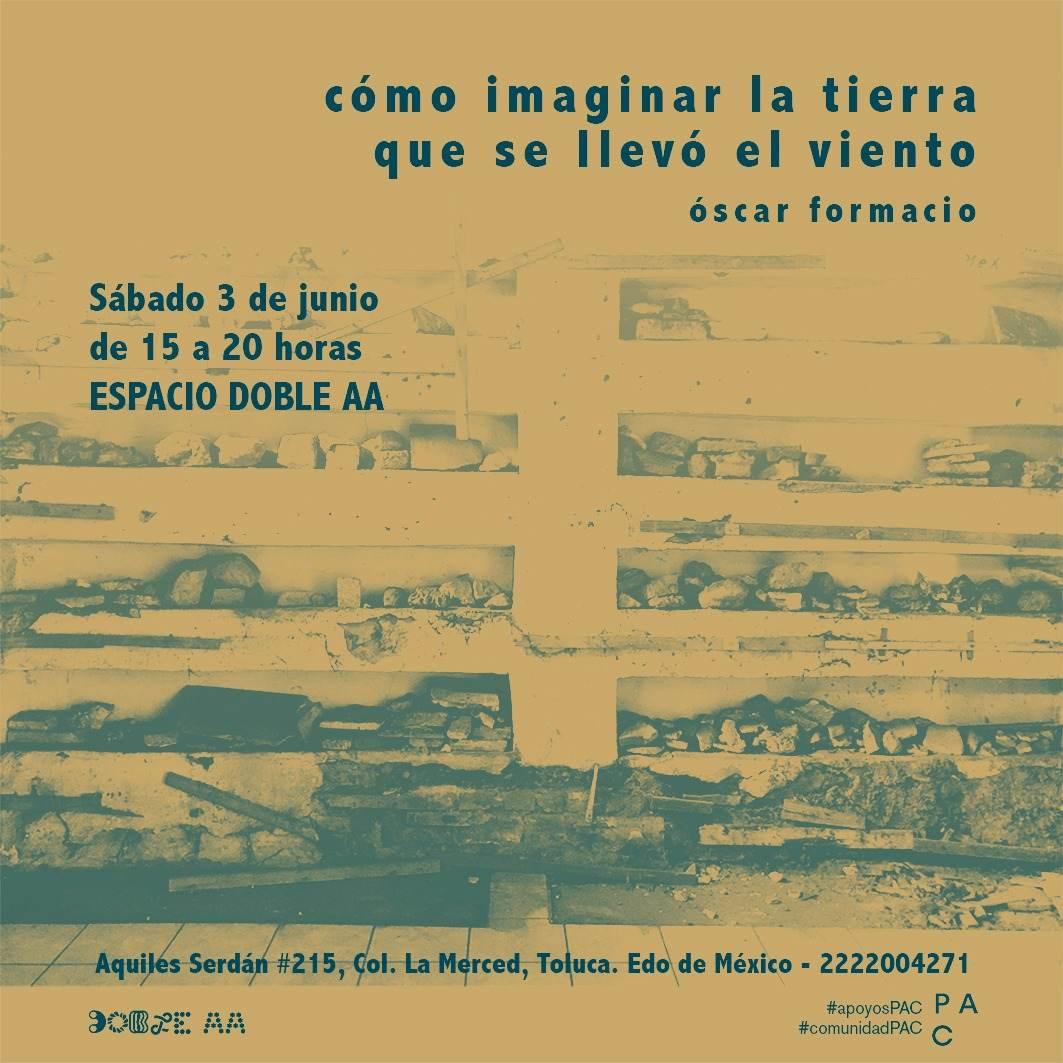 cómo imaginar la tierra
que se llevó el viento
óscar formacio
Sábado 3 de junio
de 15 a 20 horas
ESPACIO DOBLE AA
Aquiles Serdán #215, Col. La Merced, Toluca. Edo de México - 2222004271
DOBLE AA
#apoyosPAC
#comunidadPAC
P A
C